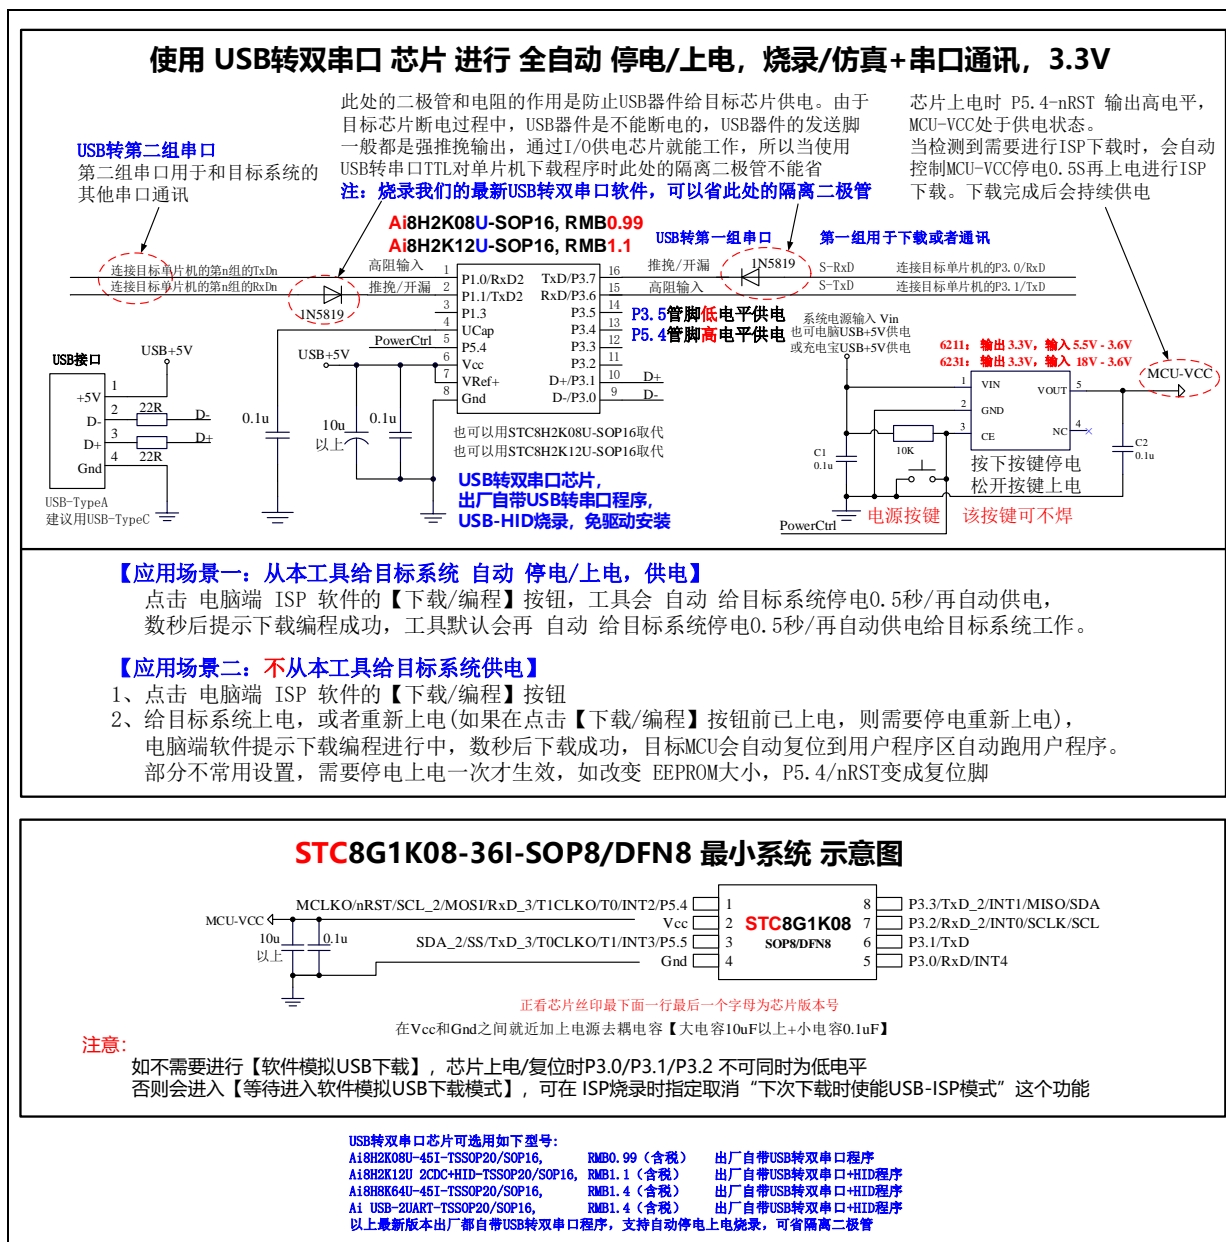 使用 USB转双串口 芯片 进行 全自动 停电/上电，烧录/仿真+串口通讯，3.3V
此处的二极管和电阻的作用是防止USB器件给目标芯片供电。由于
目标芯片断电过程中，USB器件是不能断电的，USB器件的发送脚
一般都是强推挽输出，通过I/O供电芯片就能工作，所以当使用
USB转串口TTL对单片机下载程序时此处的隔离二极管不能省
注：烧录我们的最新USB转双串口软件，可以省此处的隔离二极管
芯片上电时 P5.4-nRST 输出高电平，
MCU-VCC处于供电状态。
当检测到需要进行ISP下载时，会自动
控制MCU-VCC停电0.5S再上电进行ISP
下载。下载完成后会持续供电
USB转第二组串口
第二组串口用于和目标系统的
其他串口通讯
Ai8H2K08U-SOP16, RMB0.99
Ai8H2K12U-SOP16, RMB1.1
USB转第一组串口
第一组用于下载或者通讯
连接目标单片机的第n组的TxDn
连接目标单片机的第n组的RxDn
1N5819
高阻输入
推挽/开漏
1 P1.0/RxD2
2 P1.1/TxD2
3 P1.3
4 UCap
PowerCtrl 5 P5.4
6 Vcc
7 VRef+
8 Gnd
TxD/P3.7 16
RxD/P3.6 15
P3.5 14
P3.4 13
P3.3 12
P3.2 11
D+/P3.1 10 D+
D-/P3.0 9 D-
推挽/开漏
高阻输入
1N5819
S-RxD
S-TxD
连接目标单片机的P3.0/RxD
连接目标单片机的P3.1/TxD
P3.5管脚低电平供电
P5.4管脚高电平供电
系统电源输入 Vin
也可电脑USB+5V供电
或充电宝USB+5V供电
6211: 输出3.3V, 输入5.5V - 3.6V
6231: 输出3.3V, 输入 18V - 3.6V
MCU-VCC
1 VIN
2 GND
3 CE
VOUT 5
NC 4
10K
C1
0.1u
C2
0.1u
按下按键停电
松开按键上电
电源按键
该按键可不焊
PowerCtrl
USB接口
USB+5V
+5V 1
D- 2 22R D-
D+ 3 22R D+
Gnd 4
USB-TypeA
建议用USB-TypeC
0.1u
USB+5V
10u
以上
0.1u
也可以用STC8H2K08U-SOP16取代
也可以用STC8H2K12U-SOP16取代
USB转双串口芯片，
出厂自带USB转串口程序，
USB-HID烧录，免驱动安装
【应用场景一：从本工具给目标系统 自动 停电/上电，供电】
点击 电脑端 ISP 软件的【下载/编程】按钮，工具会 自动 给目标系统停电0.5秒/再自动供电，
数秒后提示下载编程成功，工具默认会再 自动 给目标系统停电0.5秒/再自动供电给目标系统工作。
【应用场景二：不从本工具给目标系统供电】
1、点击 电脑端 ISP 软件的【下载/编程】按钮
2、给目标系统上电，或者重新上电(如果在点击【下载/编程】按钮前已上电，则需要停电重新上电)，
电脑端软件提示下载编程进行中，数秒后下载成功，目标MCU会自动复位到用户程序区自动跑用户程序。
部分不常用设置，需要停电上电一次才生效，如改变 EEPROM大小，P5.4/nRST变成复位脚
STC8G1K08-36I-SOP8/DFN8 最小系统 示意图
MCU-VCC
10u
以上
0.1u
MCLKO/nRST/SCL_2/MOSI/RxD_3/T1CLKO/T0/INT2/P5.4 1
Vcc 2
SDA_2/SS/TxD_3/T0CLKO/T1/INT3/P5.5 3
Gnd 4
STC8G1K08
SOP8/DFN8
8 P3.3/TxD_2/INT1/MISO/SDA
7 P3.2/RxD_2/INT0/SCLK/SCL
6 P3.1/TxD
5 P3.0/RxD/INT4
正看芯片丝印最下面一行最后一个字母为芯片版本号
在Vcc和Gnd之间就近加上电源去耦电容【大电容10uF以上+小电容0.1uF】
注意：
如不需要进行【软件模拟USB下载】，芯片上电/复位时P3.0/P3.1/P3.2 不可同时为低电平
否则会进入【等待进入软件模拟USB下载模式】，可在 ISP烧录时指定取消“下次下载时使能USB-ISP模式”这个功能
USB转双串口芯片可选用如下型号：
Ai8H2K08U-45I-TSSOP20/SOP16, RMB0.99（含税） 出厂自带USB转双串口程序
Ai8H2K12U 2CDC+HID-TSSOP20/SOP16, RMB1.1（含税） 出厂自带USB转双串口+HID程序
Ai8H8K64U-45I-TSSOP20/SOP16, RMB1.4（含税） 出厂自带USB转双串口+HID程序
Ai USB-2UART-TSSOP20/SOP16, RMB1.4（含税） 出厂自带USB转双串口+HID程序
以上最新版本出厂都自带USB转双串口程序，支持自动停电上电烧录，可省隔离二极管